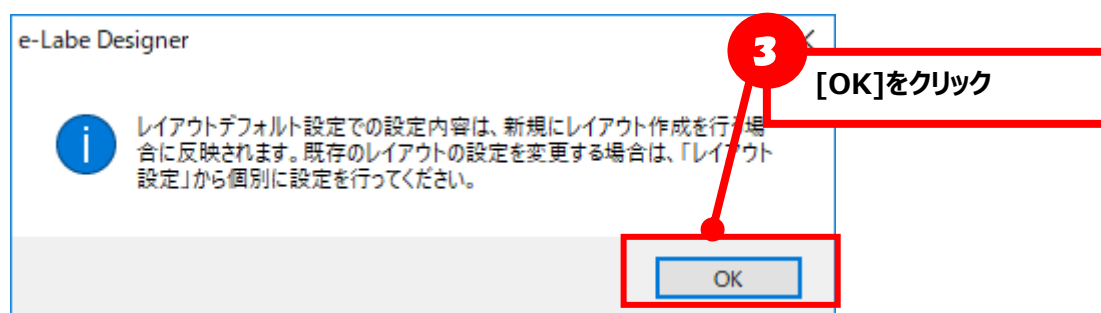 e-Labe Designer
3
[OK]をクリック
レイアウトデフォルト設定での設定内容は、新規にレイアウト作成を行う場
合に反映されます。既存のレイアウトの設定を変更する場合は、「レイアウト
設定」から個別に設定を行ってください。
OK